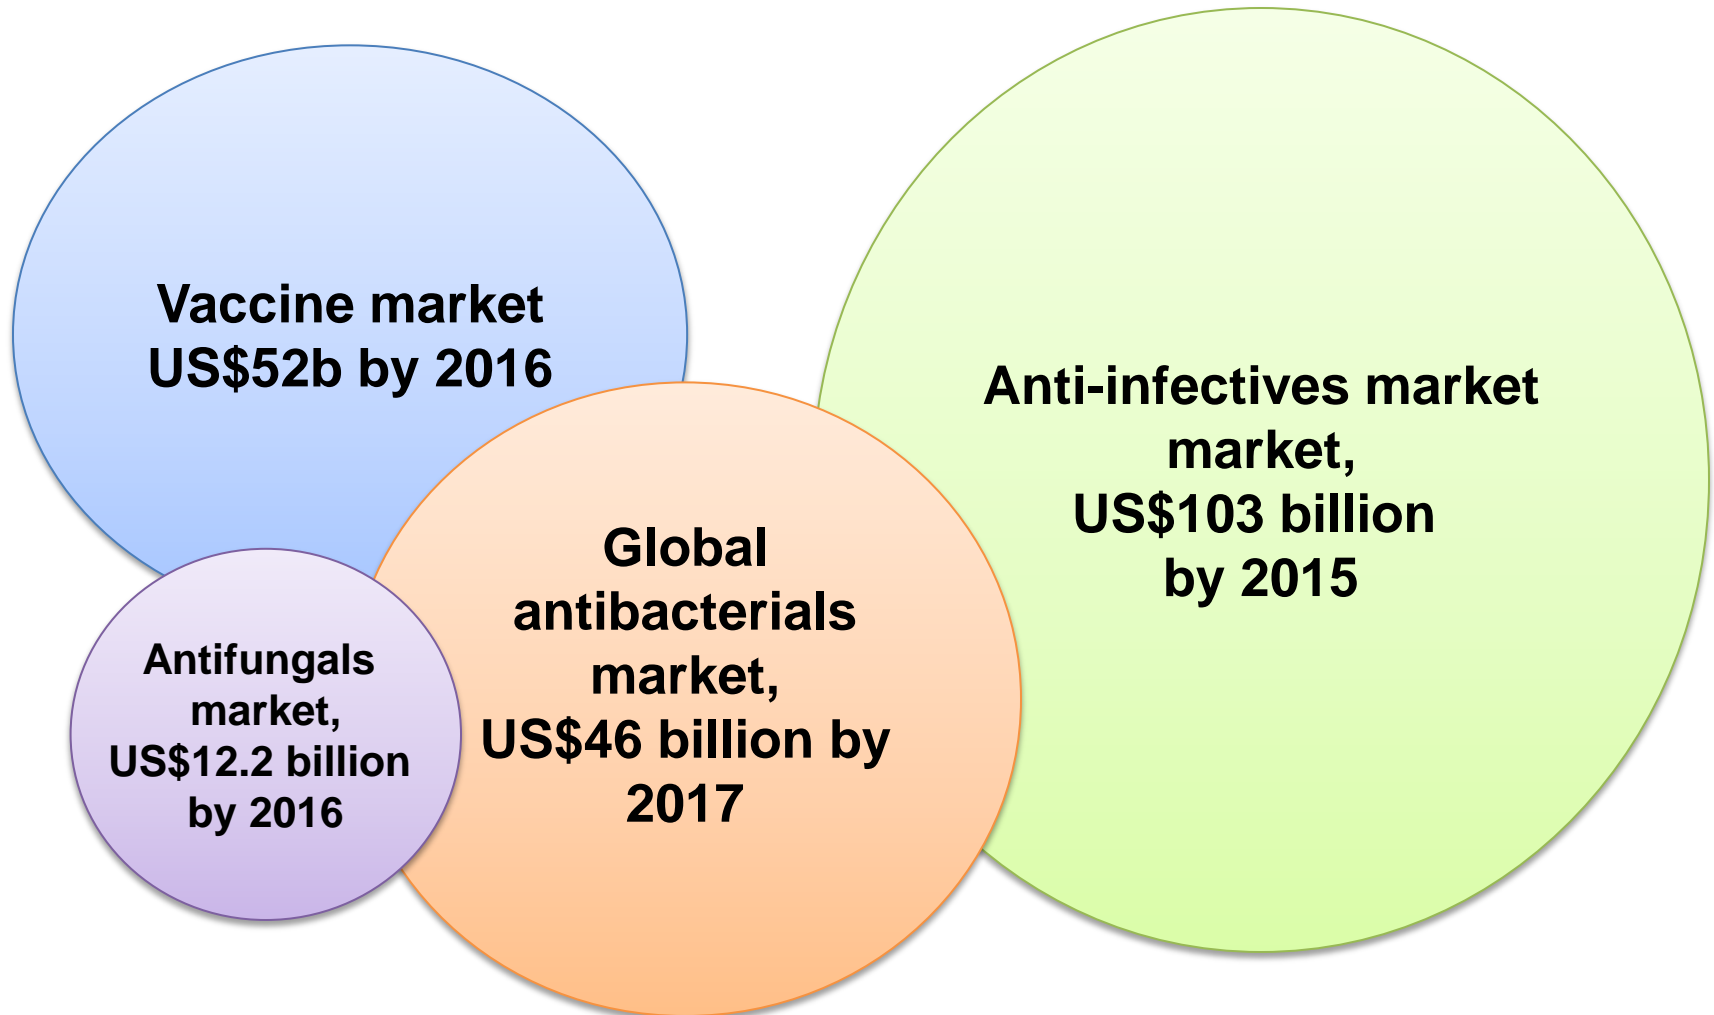 Vaccine market
US$52b by 2016
Anti-infectives market
market,
US$103 billion
by 2015
Global
antibacterials
market,
US$46 billion by
2017
Antifungals
market,
US$12.2 billion
by 2016